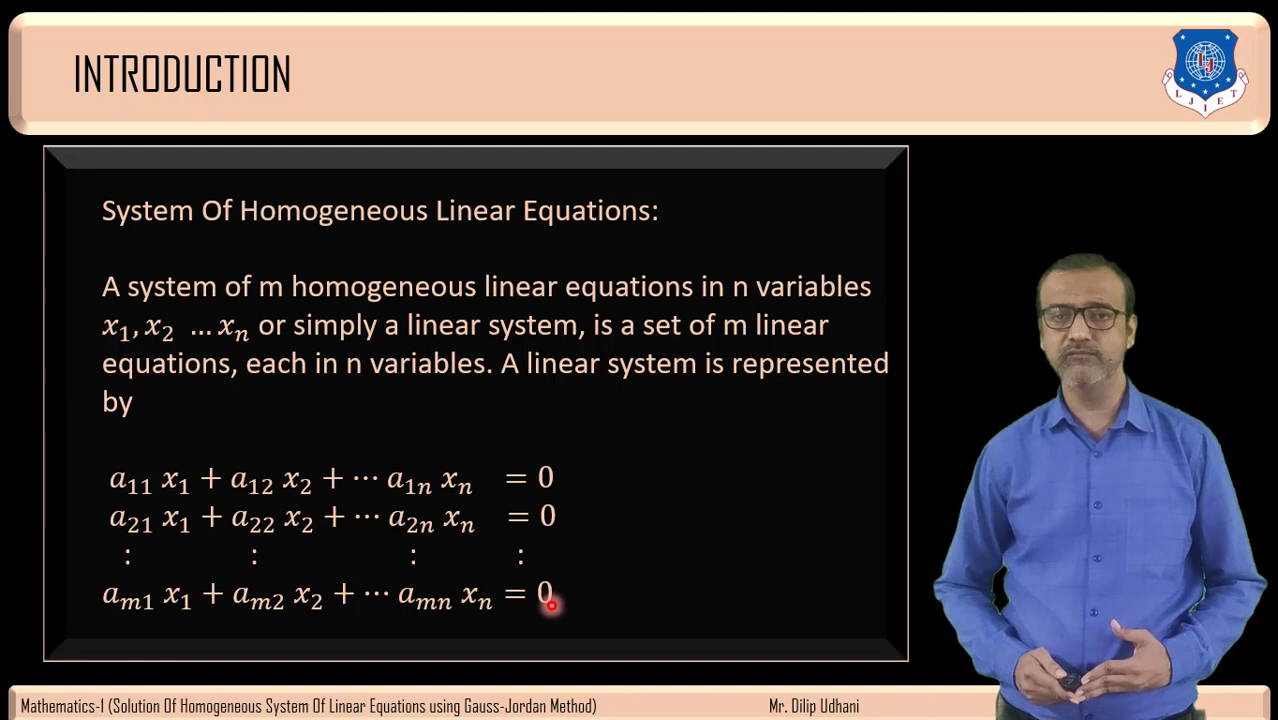 INTRODUCTION
LJIET
System Of Homogeneous Linear Equations:
A system of m homogeneous linear equations in n variables
x₁, x₂ … xₙ or simply a linear system, is a set of m linear
equations, each in n variables. A linear system is represented
by
a₁₁ x₁ + a₁₂ x₂ + ⋯ a₁ₙ xₙ = 0
a₂₁ x₁ + a₂₂ x₂ + ⋯ a₂ₙ xₙ = 0
: : : :
aₘ₁ x₁ + aₘ₂ x₂ + ⋯ aₘₙ xₙ = 0
Mathematics-1 (Solution Of Homogeneous System Of Linear Equations using Gauss-Jordan Method) Mr. Dilip Udhani